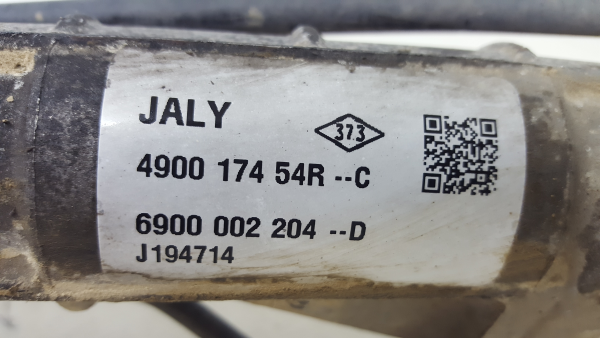 JALY
373
4900 174 54R --C
6900 002 204 --D
J194714